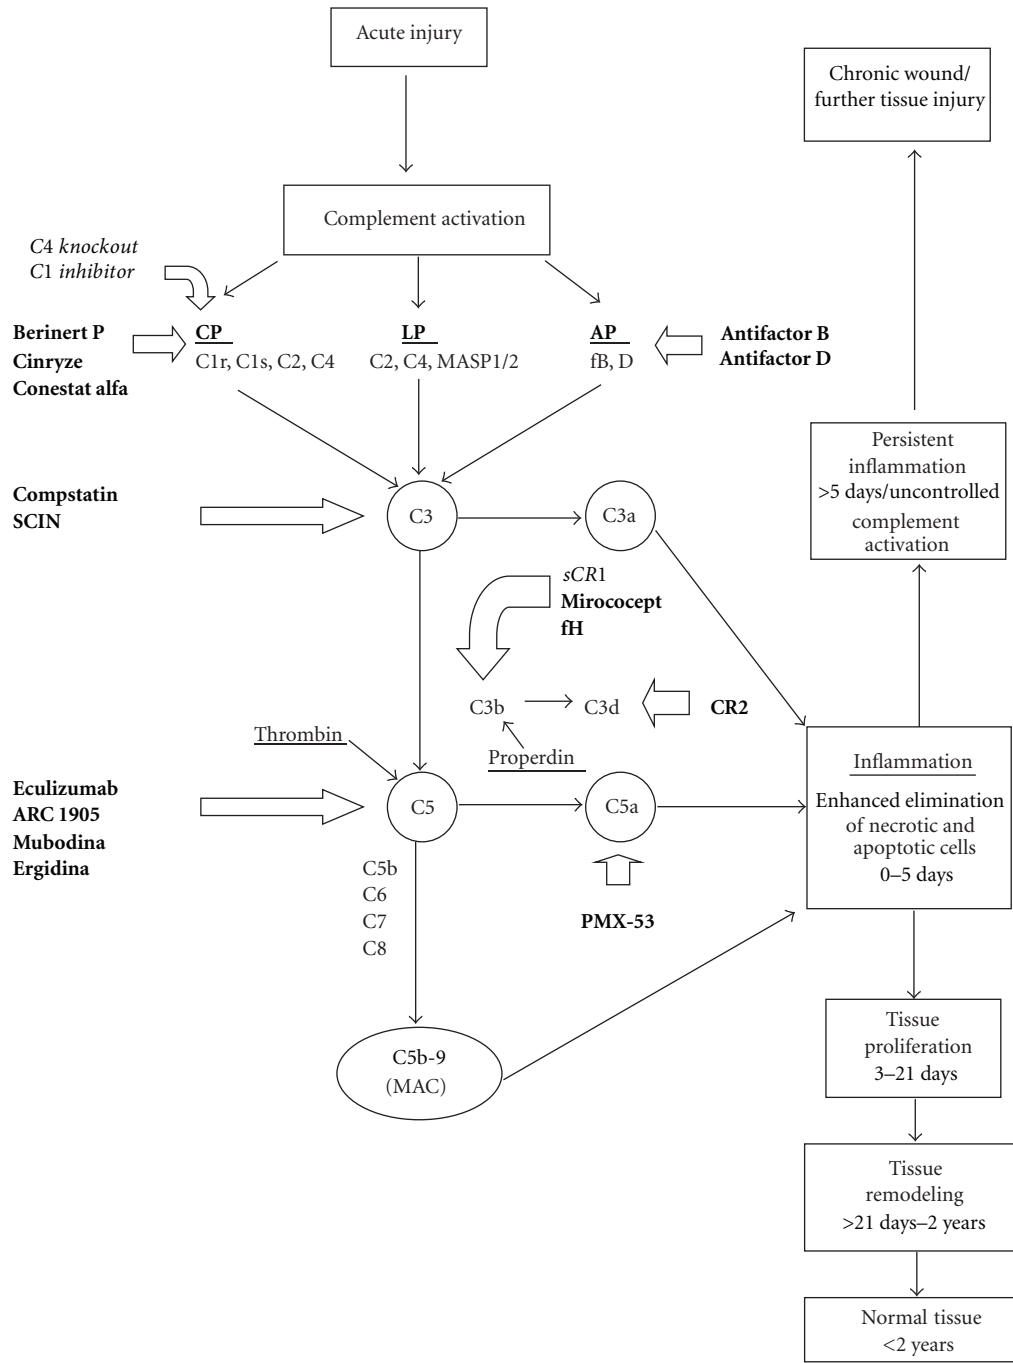 Acute injury
Chronic wound/
further tissue injury
Complement activation
C4 knockout
C1 inhibitor
Berinert P
Cinryze
Conestat alfa
CP
C1r, C1s, C2, C4
LP
C2, C4, MASP1/2
AP
fB, D
Antifactor B
Antifactor D
Persistent
inflammation
>5 days/uncontrolled
complement
activation
Compstatin
SCIN
C3
C3a
sCR1
Mirococept
fH
C3b
C3d
CR2
Thrombin
Properdin
Eculizumab
ARC 1905
Mubodina
Ergidina
C5
C5a
Inflammation
Enhanced elimination
of necrotic and
apoptotic cells
0–5 days
C5b
C6
C7
C8
PMX-53
C5b-9
(MAC)
Tissue
proliferation
3–21 days
Tissue
remodeling
>21 days–2 years
Normal tissue
<2 years